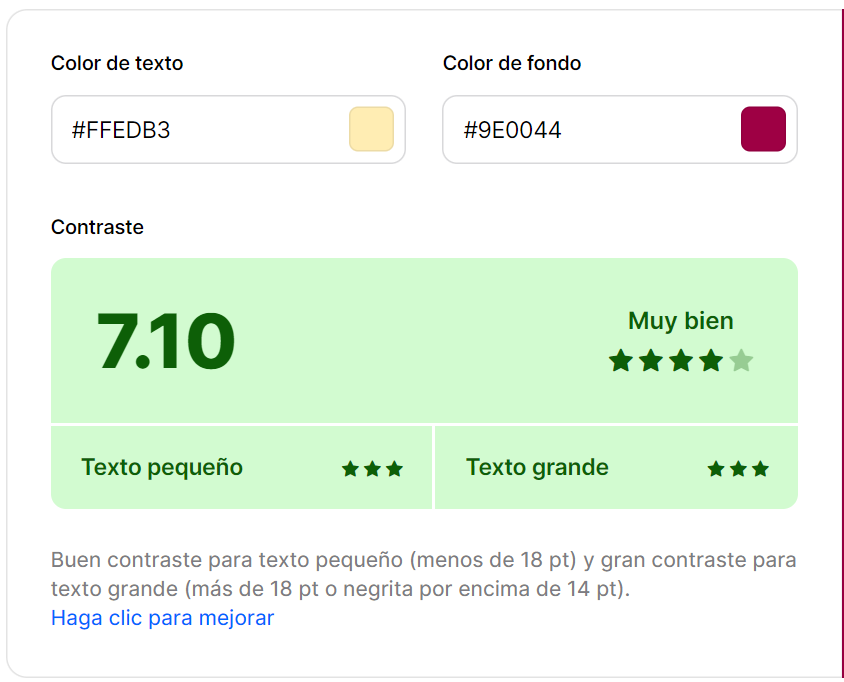 Color de texto
Color de fondo
#FFEDB3
#9E0044
Contraste
7.10
Muy bien
Texto pequeño
Texto grande
Buen contraste para texto pequeño (menos de 18 pt) y gran contraste para
texto grande (más de 18 pt o negrita por encima de 14 pt).
Haga clic para mejorar